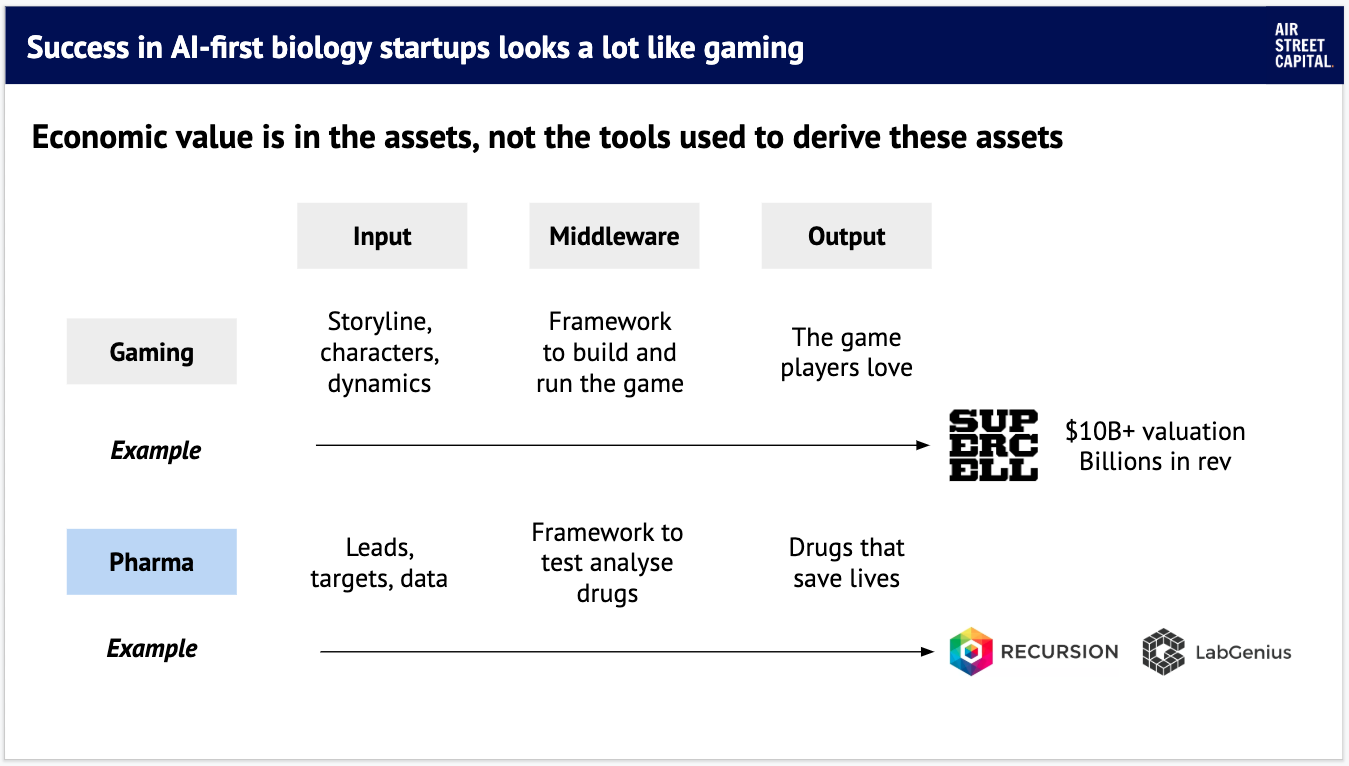 Success in AI-first biology startups looks a lot like gaming
AIR
STREET
CAPITAL.
Economic value is in the assets, not the tools used to derive these assets
Input
Middleware
Output
Gaming
Storyline,
characters,
dynamics
Framework
to build and
run the game
The game
players love
Example
SUP
ERC
ELL
$10B+ valuation
Billions in rev
Pharma
Leads,
targets, data
Framework to
test analyse
drugs
Drugs that
save lives
Example
RECURSION
LabGenius